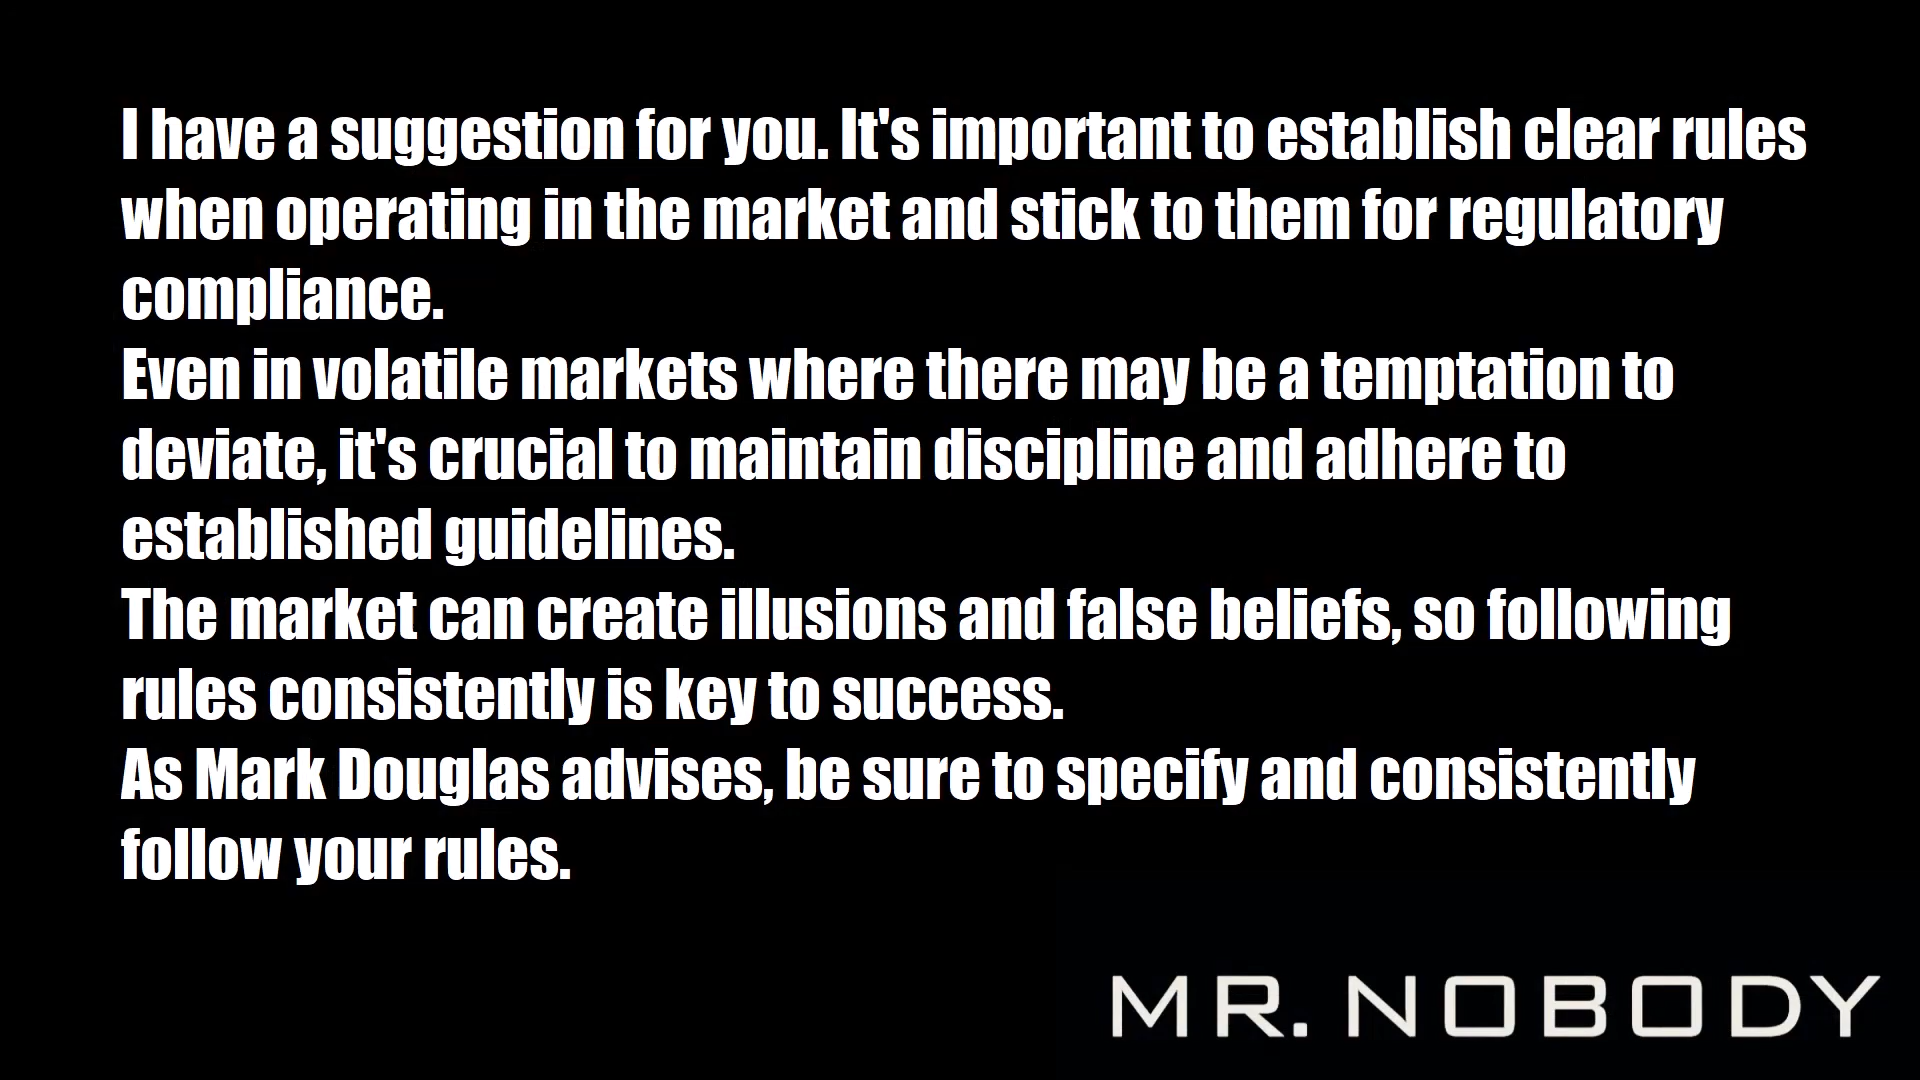 I have a suggestion for you. It's important to establish clear rules
when operating in the market and stick to them for regulatory
compliance.
Even in volatile markets where there may be a temptation to
deviate, it's crucial to maintain discipline and adhere to
established guidelines.
The market can create illusions and false beliefs, so following
rules consistently is key to success.
As Mark Douglas advises, be sure to specify and consistently
follow your rules.
MR. NOBODY